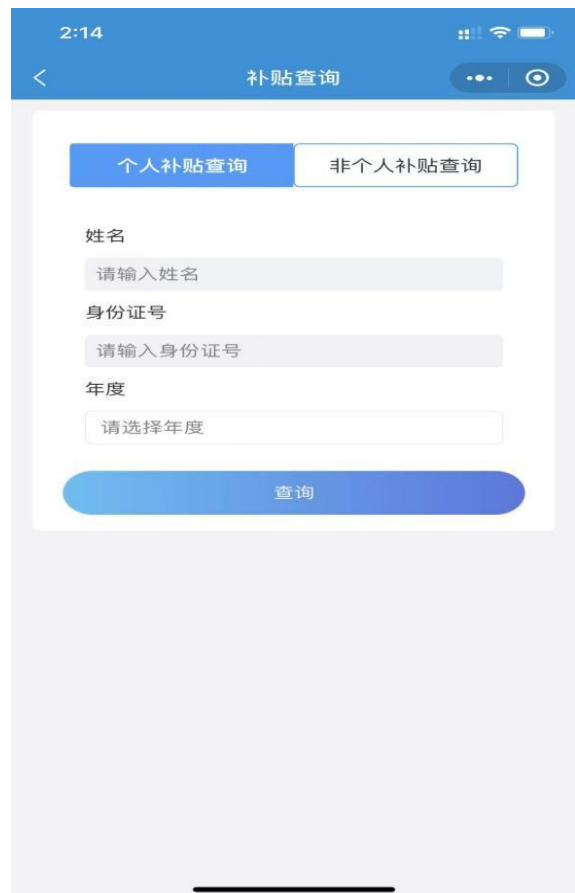 2:14
补贴查询
个人补贴查询 非个人补贴查询
姓名
请输入姓名
身份证号
请输入身份证号
年度
请选择年度
查询